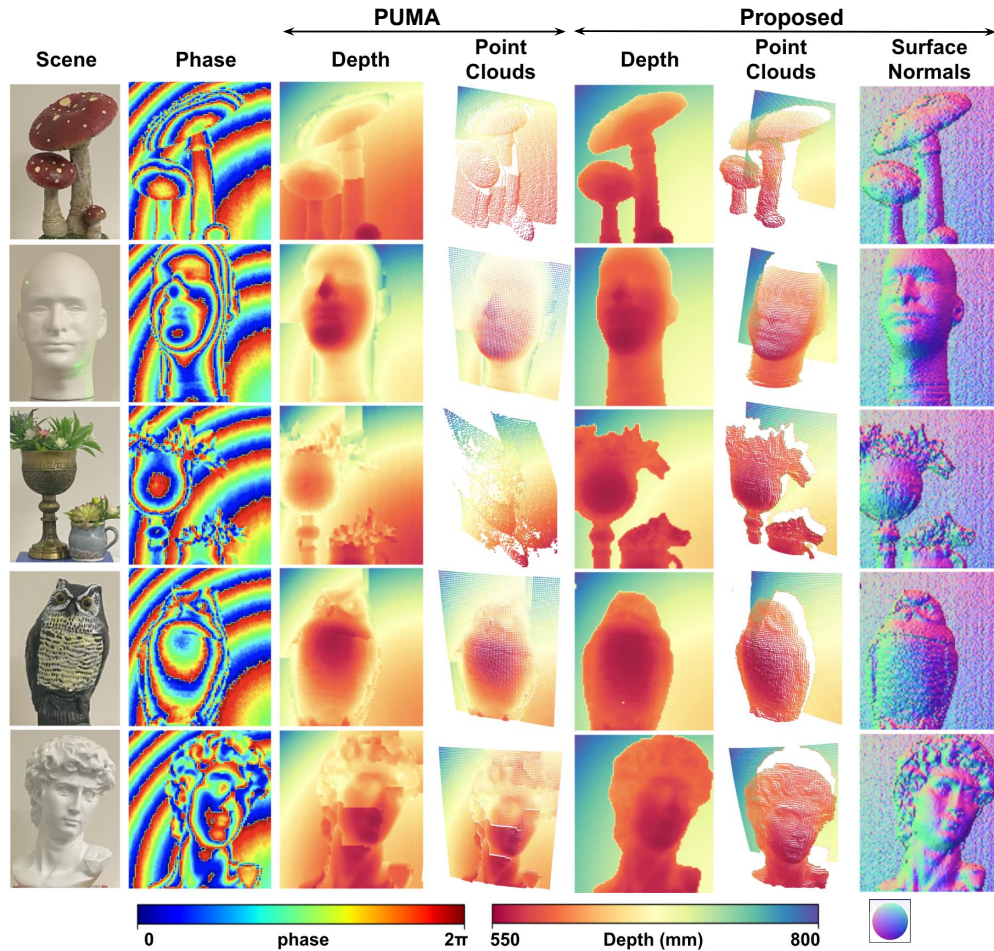 PUMA
Proposed
Scene
Phase
Depth
Point
Clouds
Depth
Point
Clouds
Surface
Normals
0
phase
2π
550
Depth (mm)
800